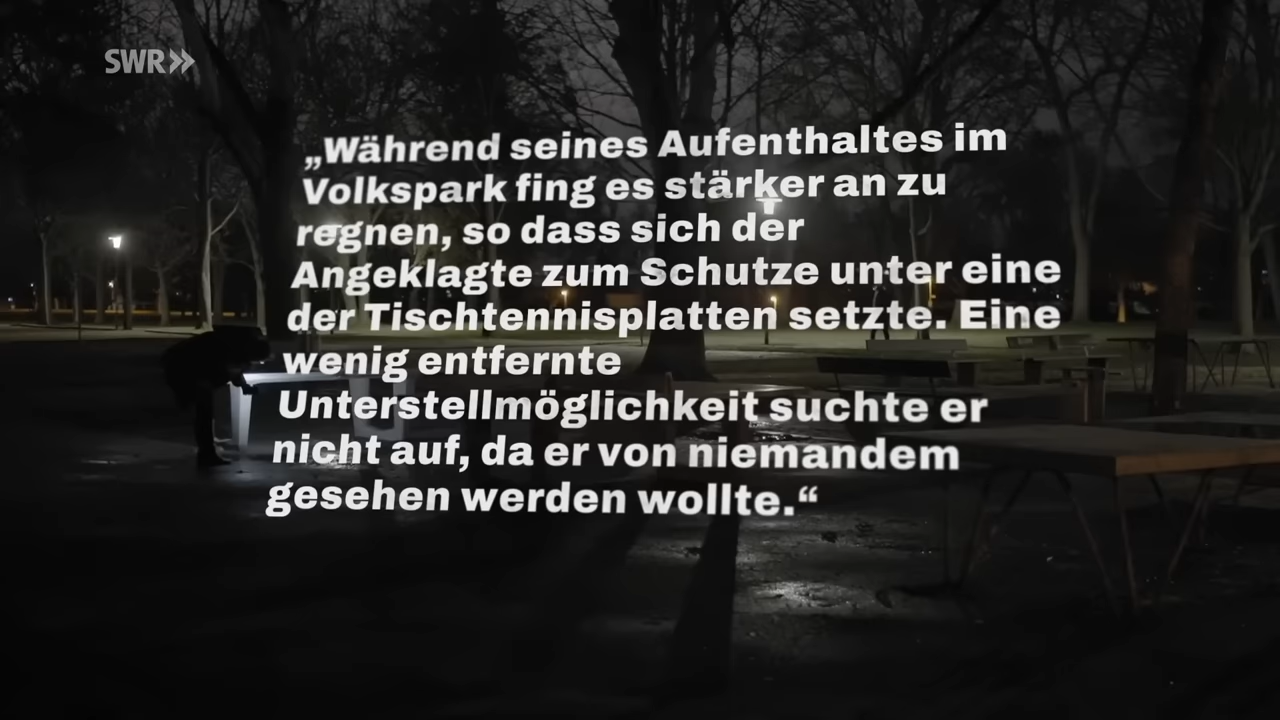 SWR
„Während seines Aufenthaltes im
Volkspark fing es stärker an zu
regnen, so dass sich der
Angeklagte zum Schutze unter eine
der Tischtennisplatten setzte. Eine
wenig entfernte
Unterstellmöglichkeit suchte er
nicht auf, da er von niemandem
gesehen werden wollte.“